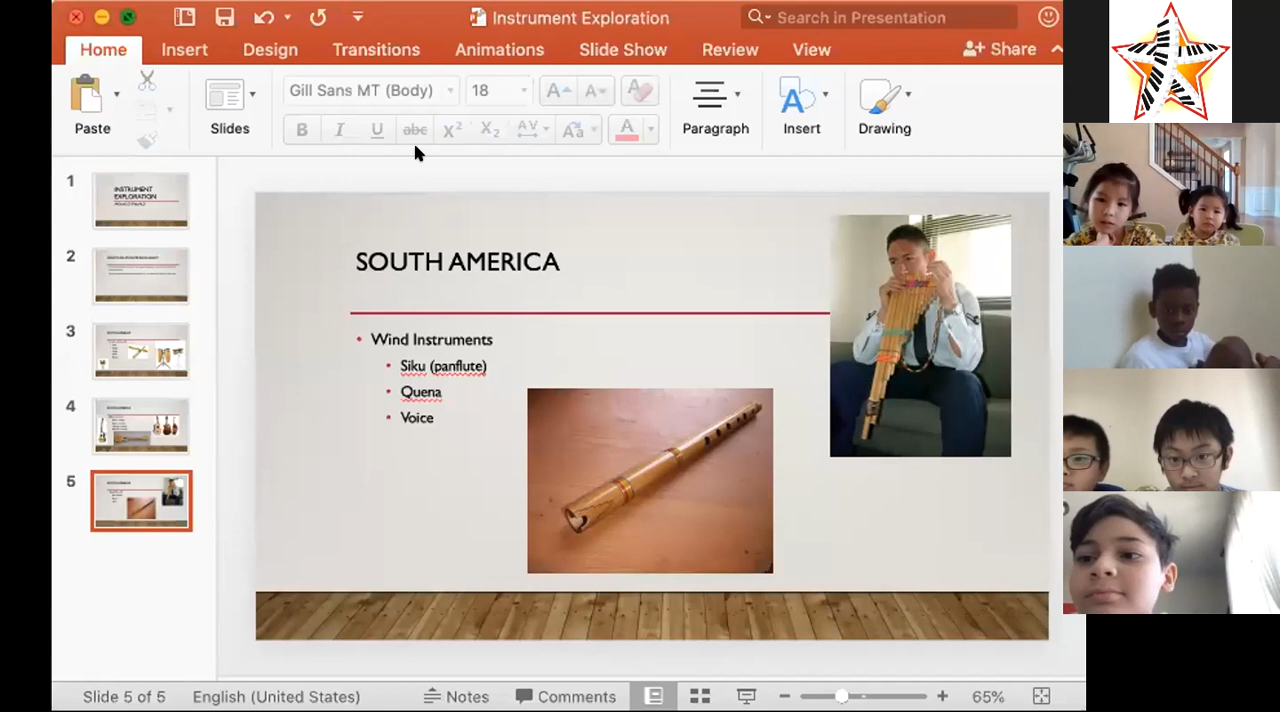 Instrument Exploration
Search in Presentation
Home
Insert
Design
Transitions
Animations
Slide Show
Review
View
Share
Paste
Slides
Gill Sans MT (Body)
18
Paragraph
Insert
Drawing
1
INSTRUMENT
EXPLORATION
2
3
4
5
SOUTH AMERICA
• Wind Instruments
• Siku (panflute)
• Quena
• Voice
Slide 5 of 5
English (United States)
Notes
Comments
65%